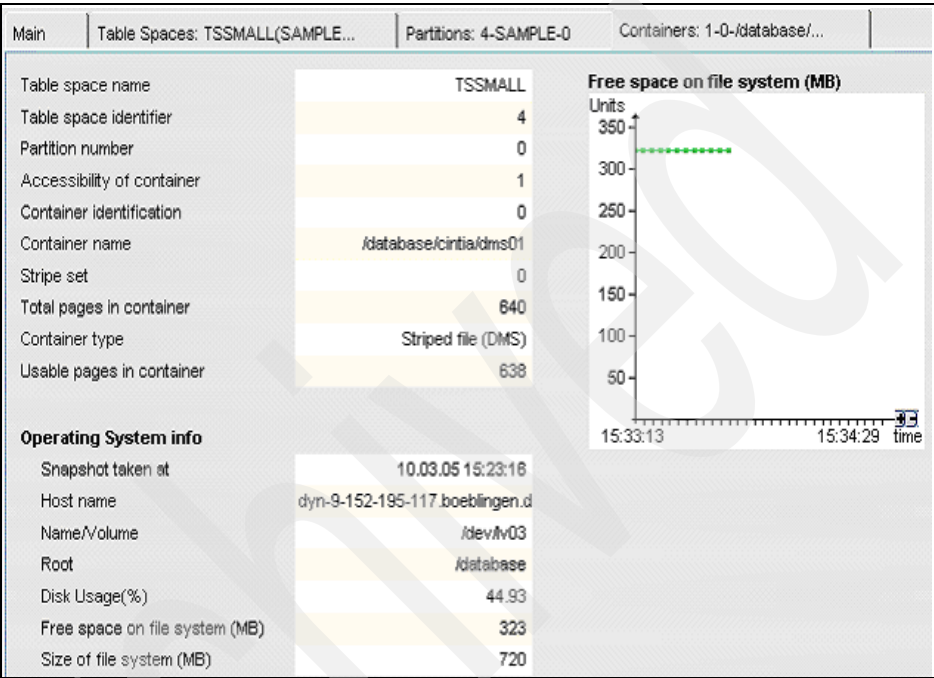 Main
Table Spaces: TSSMALL(SAMPLE...
Partitions: 4-SAMPLE-0
Containers: 1-0-/database/...
Table space name TSSMALL
Table space identifier 4
Partition number 0
Accessibility of container 1
Container identification 0
Container name /database/cintia/dms01
Stripe set 0
Total pages in container 640
Container type Striped file (DMS)
Usable pages in container 638
Operating System info
Snapshot taken at 10.03.05 15:23:16
Host name dyn-9-152-195-117.boeblingen.d
Name/Volume /dev/lv03
Root /database
Disk Usage(%) 44.93
Free space on file system (MB) 323
Size of file system (MB) 720
Free space on file system (MB)
Units
350
300
250
200
150
100
50
15:33:13 15:34:29 time